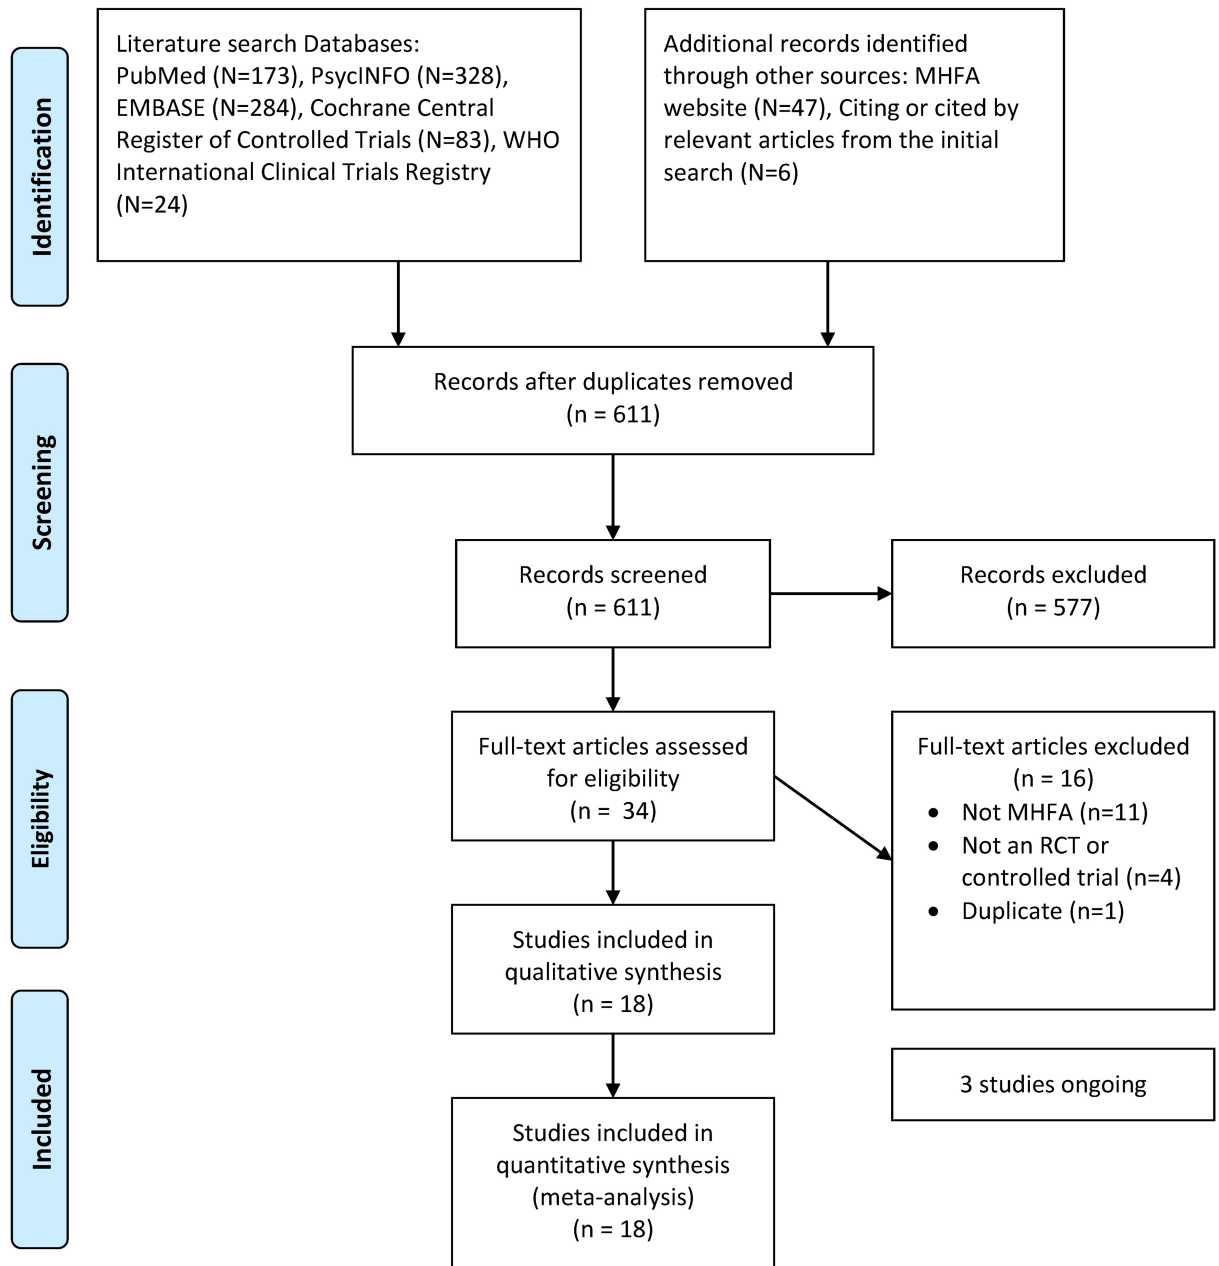 Identification
Literature search Databases:
PubMed (N=173), PsycINFO (N=328),
EMBASE (N=284), Cochrane Central
Register of Controlled Trials (N=83), WHO
International Clinical Trials Registry
(N=24)
Additional records identified
through other sources: MHFA
website (N=47), Citing or cited by
relevant articles from the initial
search (N=6)
Screening
Records after duplicates removed
(n = 611)
Records screened
(n = 611)
Records excluded
(n = 577)
Eligibility
Full-text articles assessed
for eligibility
(n =  34)
Full-text articles excluded
(n = 16)
• Not MHFA (n=11)
• Not an RCT or
controlled trial (n=4)
• Duplicate (n=1)
Studies included in
qualitative synthesis
(n = 18)
Included
3 studies ongoing
Studies included in
quantitative synthesis
(meta-analysis)
(n = 18)